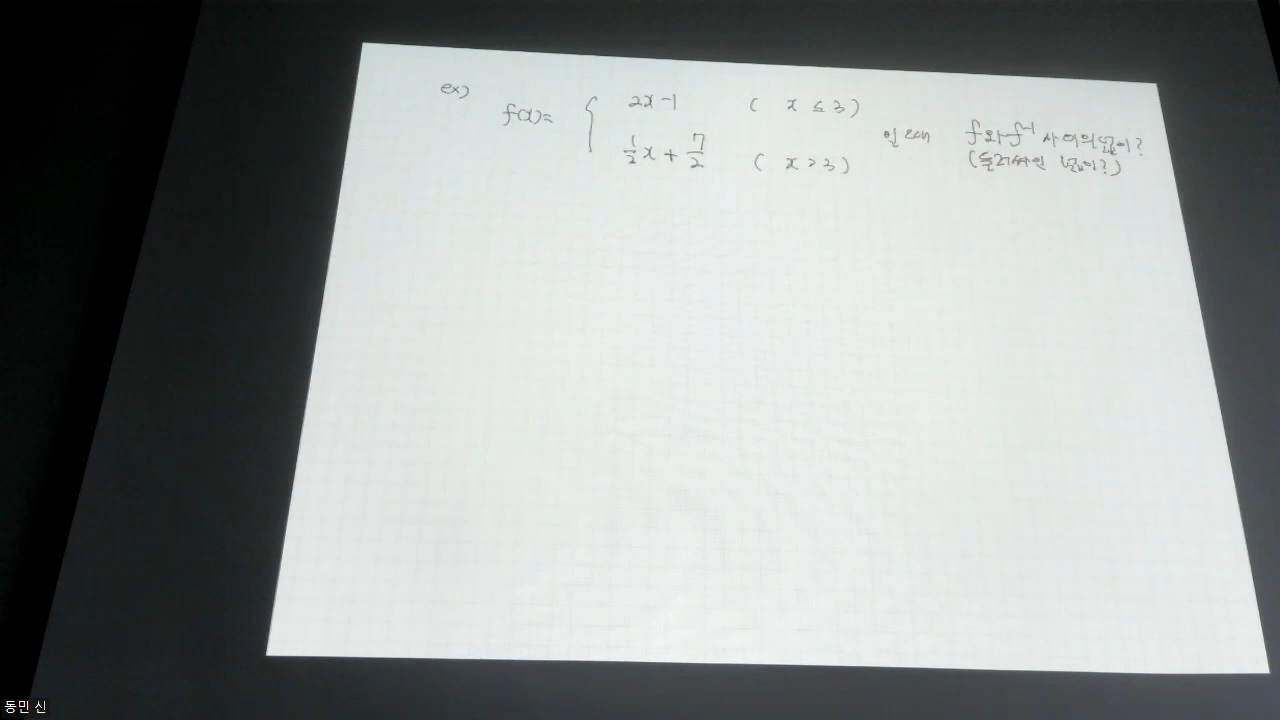 ex)
f(x)= { 2x-1 ( x ≤ 3 )
1/2 x + 7/2 ( x > 3 ) 일 때 f와 f⁻¹ 사이의 넓이?
(둘러싸인 넓이?)
동민 신